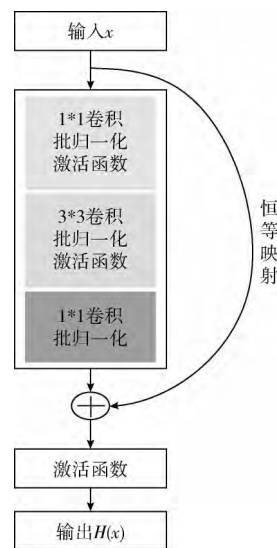 输入x
1*1卷积
批归一化
激活函数
3*3卷积
批归一化
激活函数
1*1卷积
批归一化
恒等映射
激活函数
输出H(x)